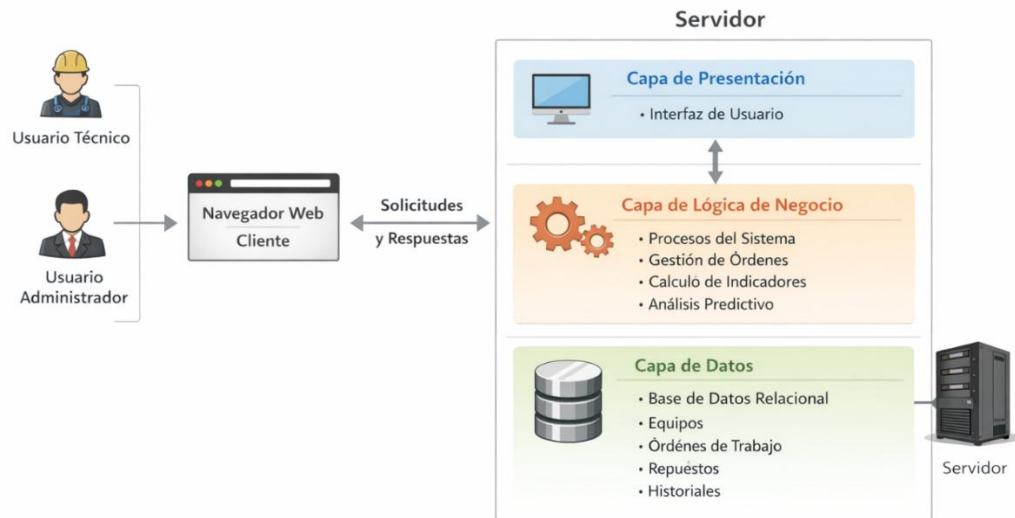 Servidor
Usuario Técnico
Usuario
Administrador
Navegador Web
Cliente
Solicitudes
y Respuestas
Capa de Presentación
• Interfaz de Usuario
Capa de Lógica de Negocio
• Procesos del Sistema
• Gestión de Órdenes
• Calculo de Indicadores
• Análisis Predictivo
Capa de Datos
• Base de Datos Relacional
• Equipos
• Órdénes de Trabajo
• Repuestos
• Historiales
Servidor